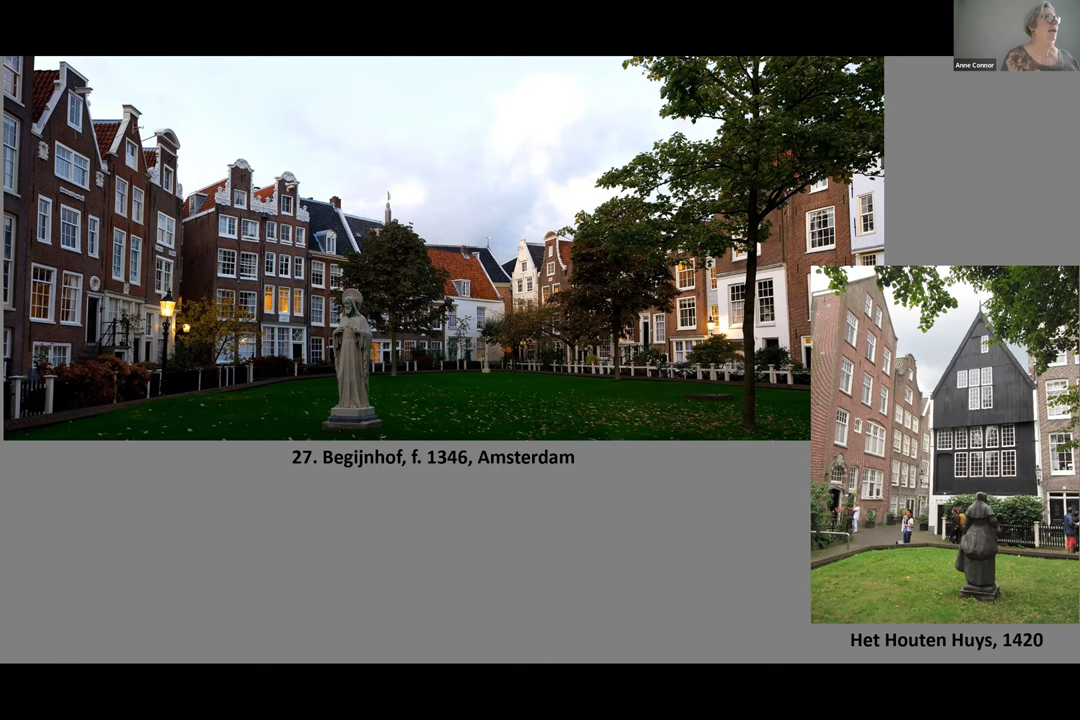 Anne Connor
27. Begijnhof, f. 1346, Amsterdam
Het Houten Huys, 1420